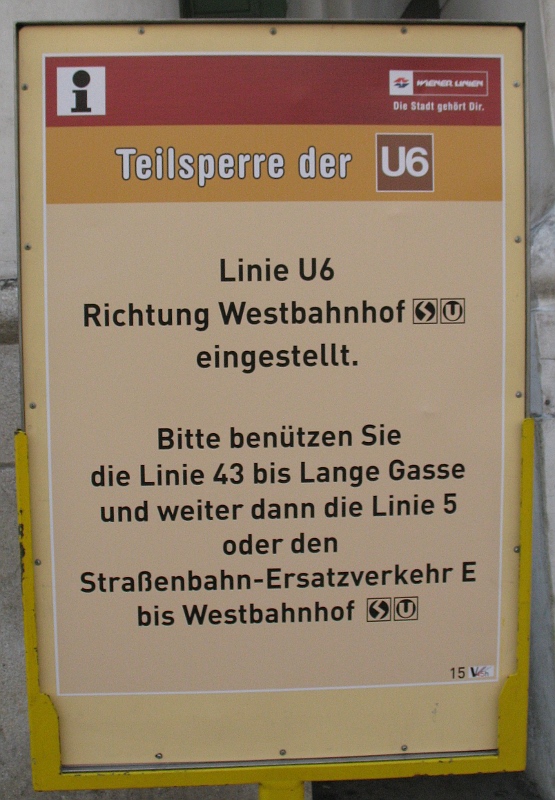 WIENER LINIEN
Die Stadt gehört Dir.
Teilsperre der U6
Linie U6
Richtung Westbahnhof
eingestellt.
Bitte benützen Sie
die Linie 43 bis Lange Gasse
und weiter dann die Linie 5
oder den
Straßenbahn-Ersatzverkehr E
bis Westbahnhof
15